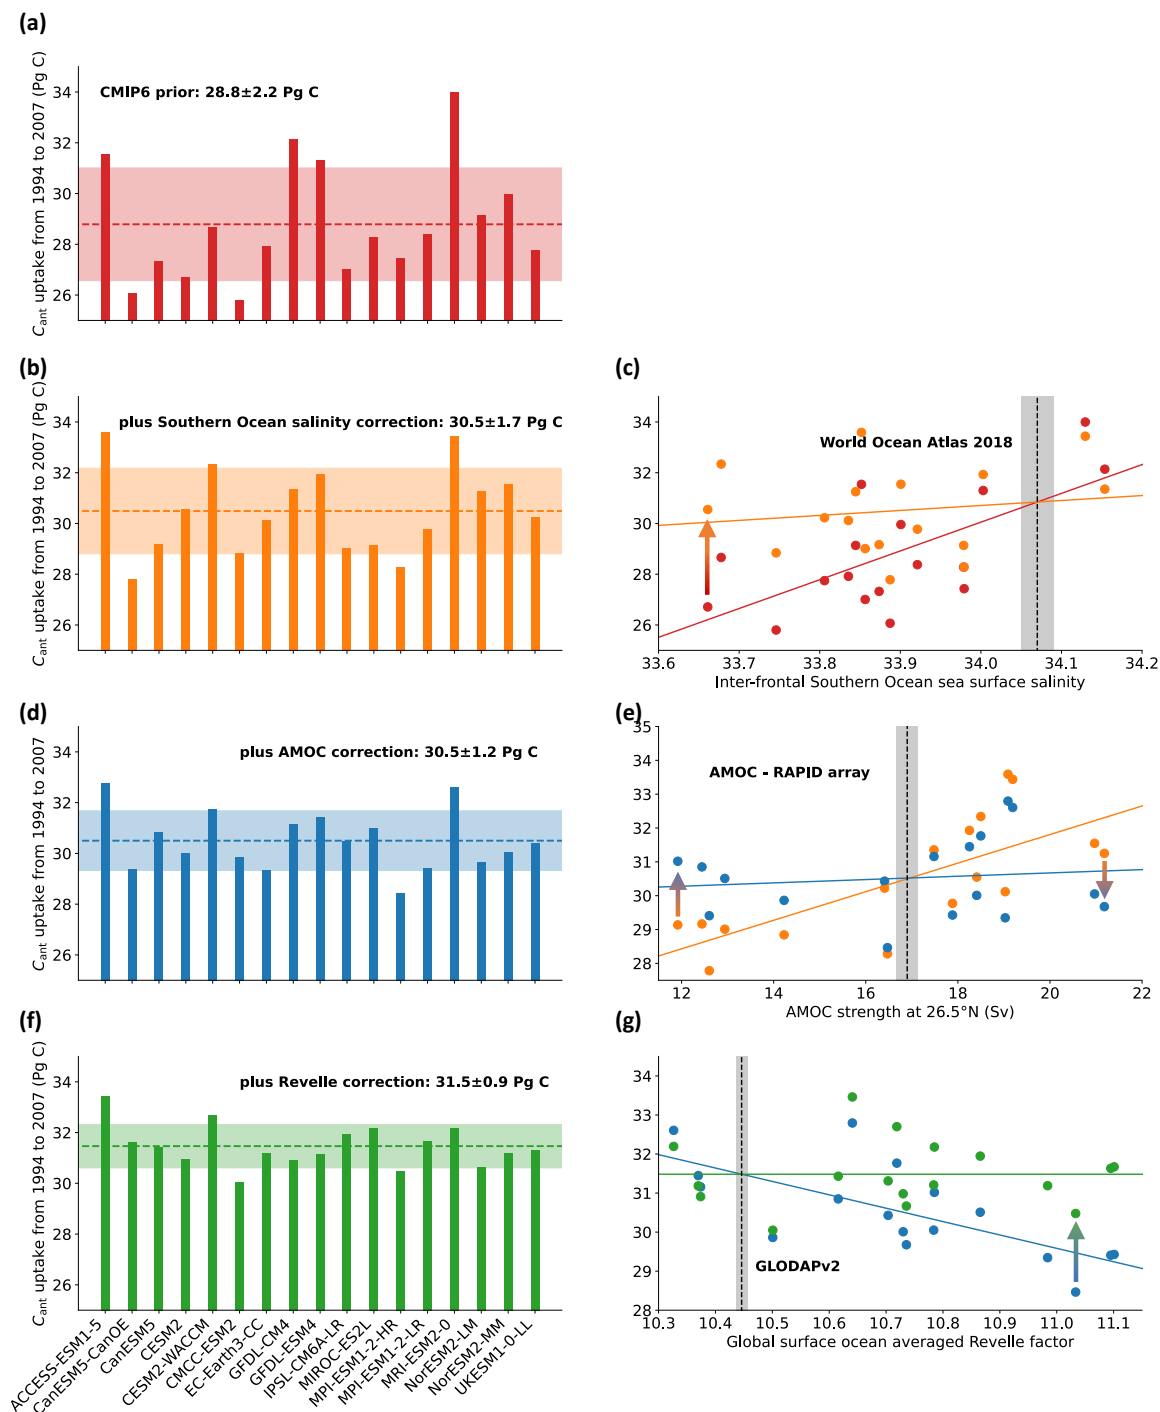 (a)
CMIP6 prior: 28.8±2.2 Pg C
34
32
30
28
26
Cant uptake from 1994 to 2007 (Pg C)
(b)
plus Southern Ocean salinity correction: 30.5±1.7 Pg C
34
32
30
28
26
Cant uptake from 1994 to 2007 (Pg C)
(c)
World Ocean Atlas 2018
34
32
30
28
26
33.6 33.7 33.8 33.9 34.0 34.1 34.2
Inter-frontal Southern Ocean sea surface salinity
(d)
plus AMOC correction: 30.5±1.2 Pg C
34
32
30
28
26
Cant uptake from 1994 to 2007
(e)
AMOC - RAPID array
35
34
33
32
31
30
29
28
12 14 16 18 20 22
AMOC strength at 26.5°N (Sv)
(f)
plus Revelle correction: 31.5±0.9 Pg C
34
32
30
28
26
Cant uptake from 1994 to 2007 (Pg C)
ACCESS-ESM1-5
CanESM5-CanOE
CanESM5
CESM2
CESM2-WACCM
CMCC-ESM2
EC-Earth3-CC
GFDL-CM4
GFDL-ESM4
IPSL-CM6A-LR
MIROC-ES2L
MPI-ESM1-2-HR
MPI-ESM1-2-LR
MRI-ESM2-0
NorESM2-LM
NorESM2-MM
UKESM1-0-LL
(g)
GLODAPv2
34
33
32
31
30
29
28
10.3 10.4 10.5 10.6 10.7 10.8 10.9 11.0 11.1
Global surface ocean averaged Revelle factor